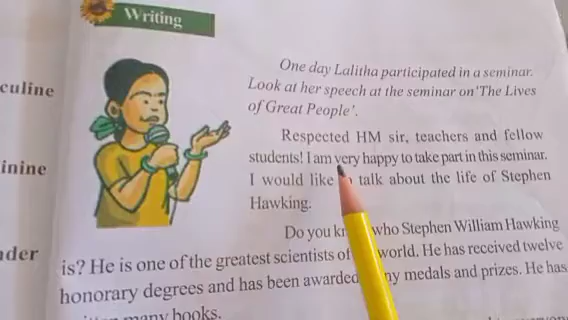 Writing
culine
inine
nder
One day Lalitha participated in a seminar.
Look at her speech at the seminar on 'The Lives
of Great People'.
Respected HM sir, teachers and fellow
students! I am very happy to take part in this seminar.
I would like talk about the life of Stephen
Hawking.
Do you who Stephen William Hawking
is? He is one of the greatest scientists of world. He has received twelve
honorary degrees and has been awarded medals and prizes. He has
many books.